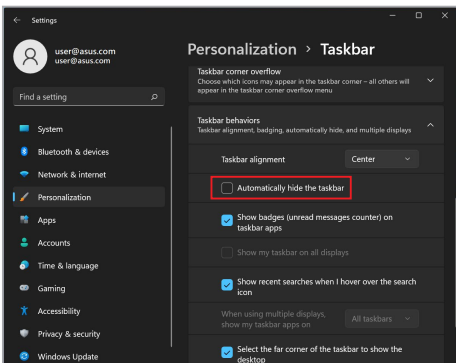 Settings
user@asus.com
user@asus.com
Find a setting
System
Bluetooth & devices
Network & internet
Personalization
Apps
Accounts
Time & language
Gaming
Accessibility
Privacy & security
Windows Update
Personalization > Taskbar
Taskbar corner overflow
Choose which icons may appear in the taskbar corner – all others will
appear in the taskbar corner overflow menu
Taskbar behaviors
Taskbar alignment, badging, automatically hide, and multiple displays
Taskbar alignment
Center
Automatically hide the taskbar
Show badges (unread messages counter) on
taskbar apps
Show my taskbar on all displays
Show recent searches when I hover over the search
icon
When using multiple displays,
show my taskbar apps on
All taskbars
Select the far corner of the taskbar to show the
desktop